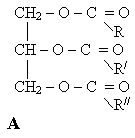 CH₂ – O – C = O
R
CH – O – C = O
R′
CH₂ – O – C = O
R″
A